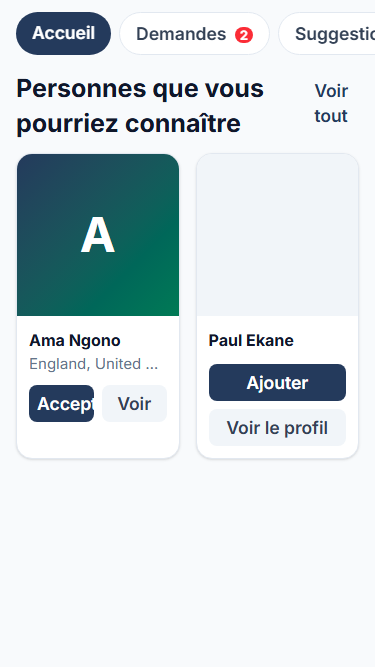 Accueil
Demandes 2
Suggestio
Personnes que vous
pourriez connaître
Voir
tout
A
Ama Ngono
England, United ...
Accept
Voir
Paul Ekane
Ajouter
Voir le profil